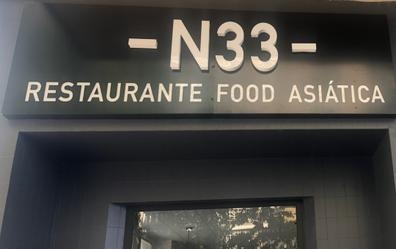 -N33-
RESTAURANTE FOOD ASIÁTICA